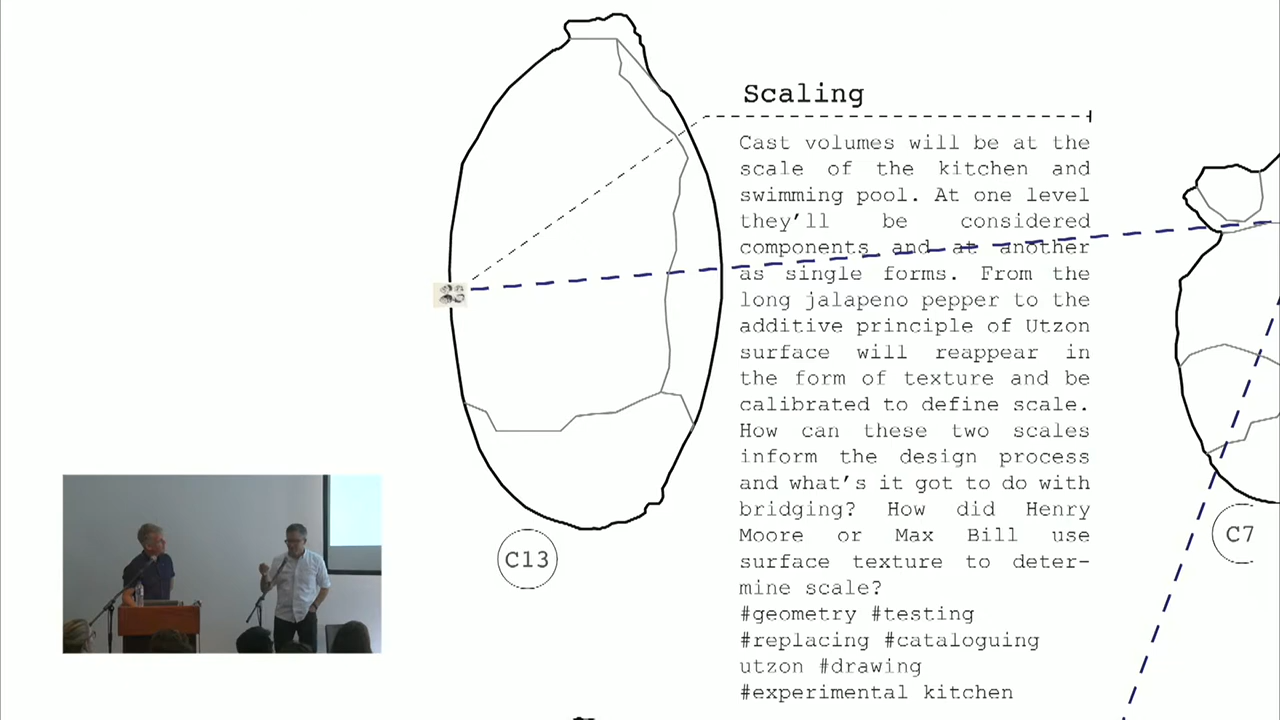 Scaling
Cast volumes will be at the
scale of the kitchen and
swimming pool. At one level
they'll be considered
components and at another
as single forms. From the
long jalapeno pepper to the
additive principle of Utzon
surface will reappear in
the form of texture and be
calibrated to define scale.
How can these two scales
inform the design process
and what's it got to do with
bridging? How did Henry
Moore or Max Bill use
surface texture to deter-
mine scale?
#geometry #testing
#replacing #cataloguing
utzon #drawing
#experimental kitchen
C13
C7